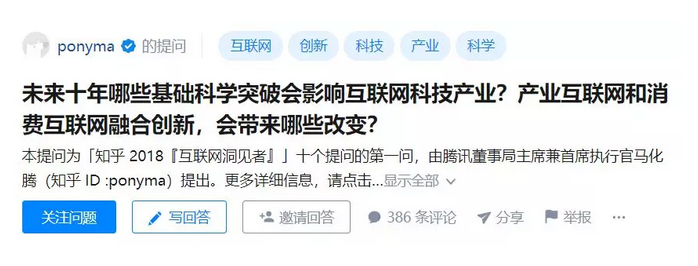 ponyma 的提问 互联网 创新 科技 产业 科学
未来十年哪些基础科学突破会影响互联网科技产业？产业互联网和消
费互联网融合创新，会带来哪些改变？
本提问为「知乎 2018『互联网洞见者』」十个提问的第一问，由腾讯董事局主席兼首席执行官马化
腾（知乎 ID :ponyma）提出。更多详细信息，请点击...显示全部
关注问题 写回答 邀请回答 386 条评论 分享 举报 ...